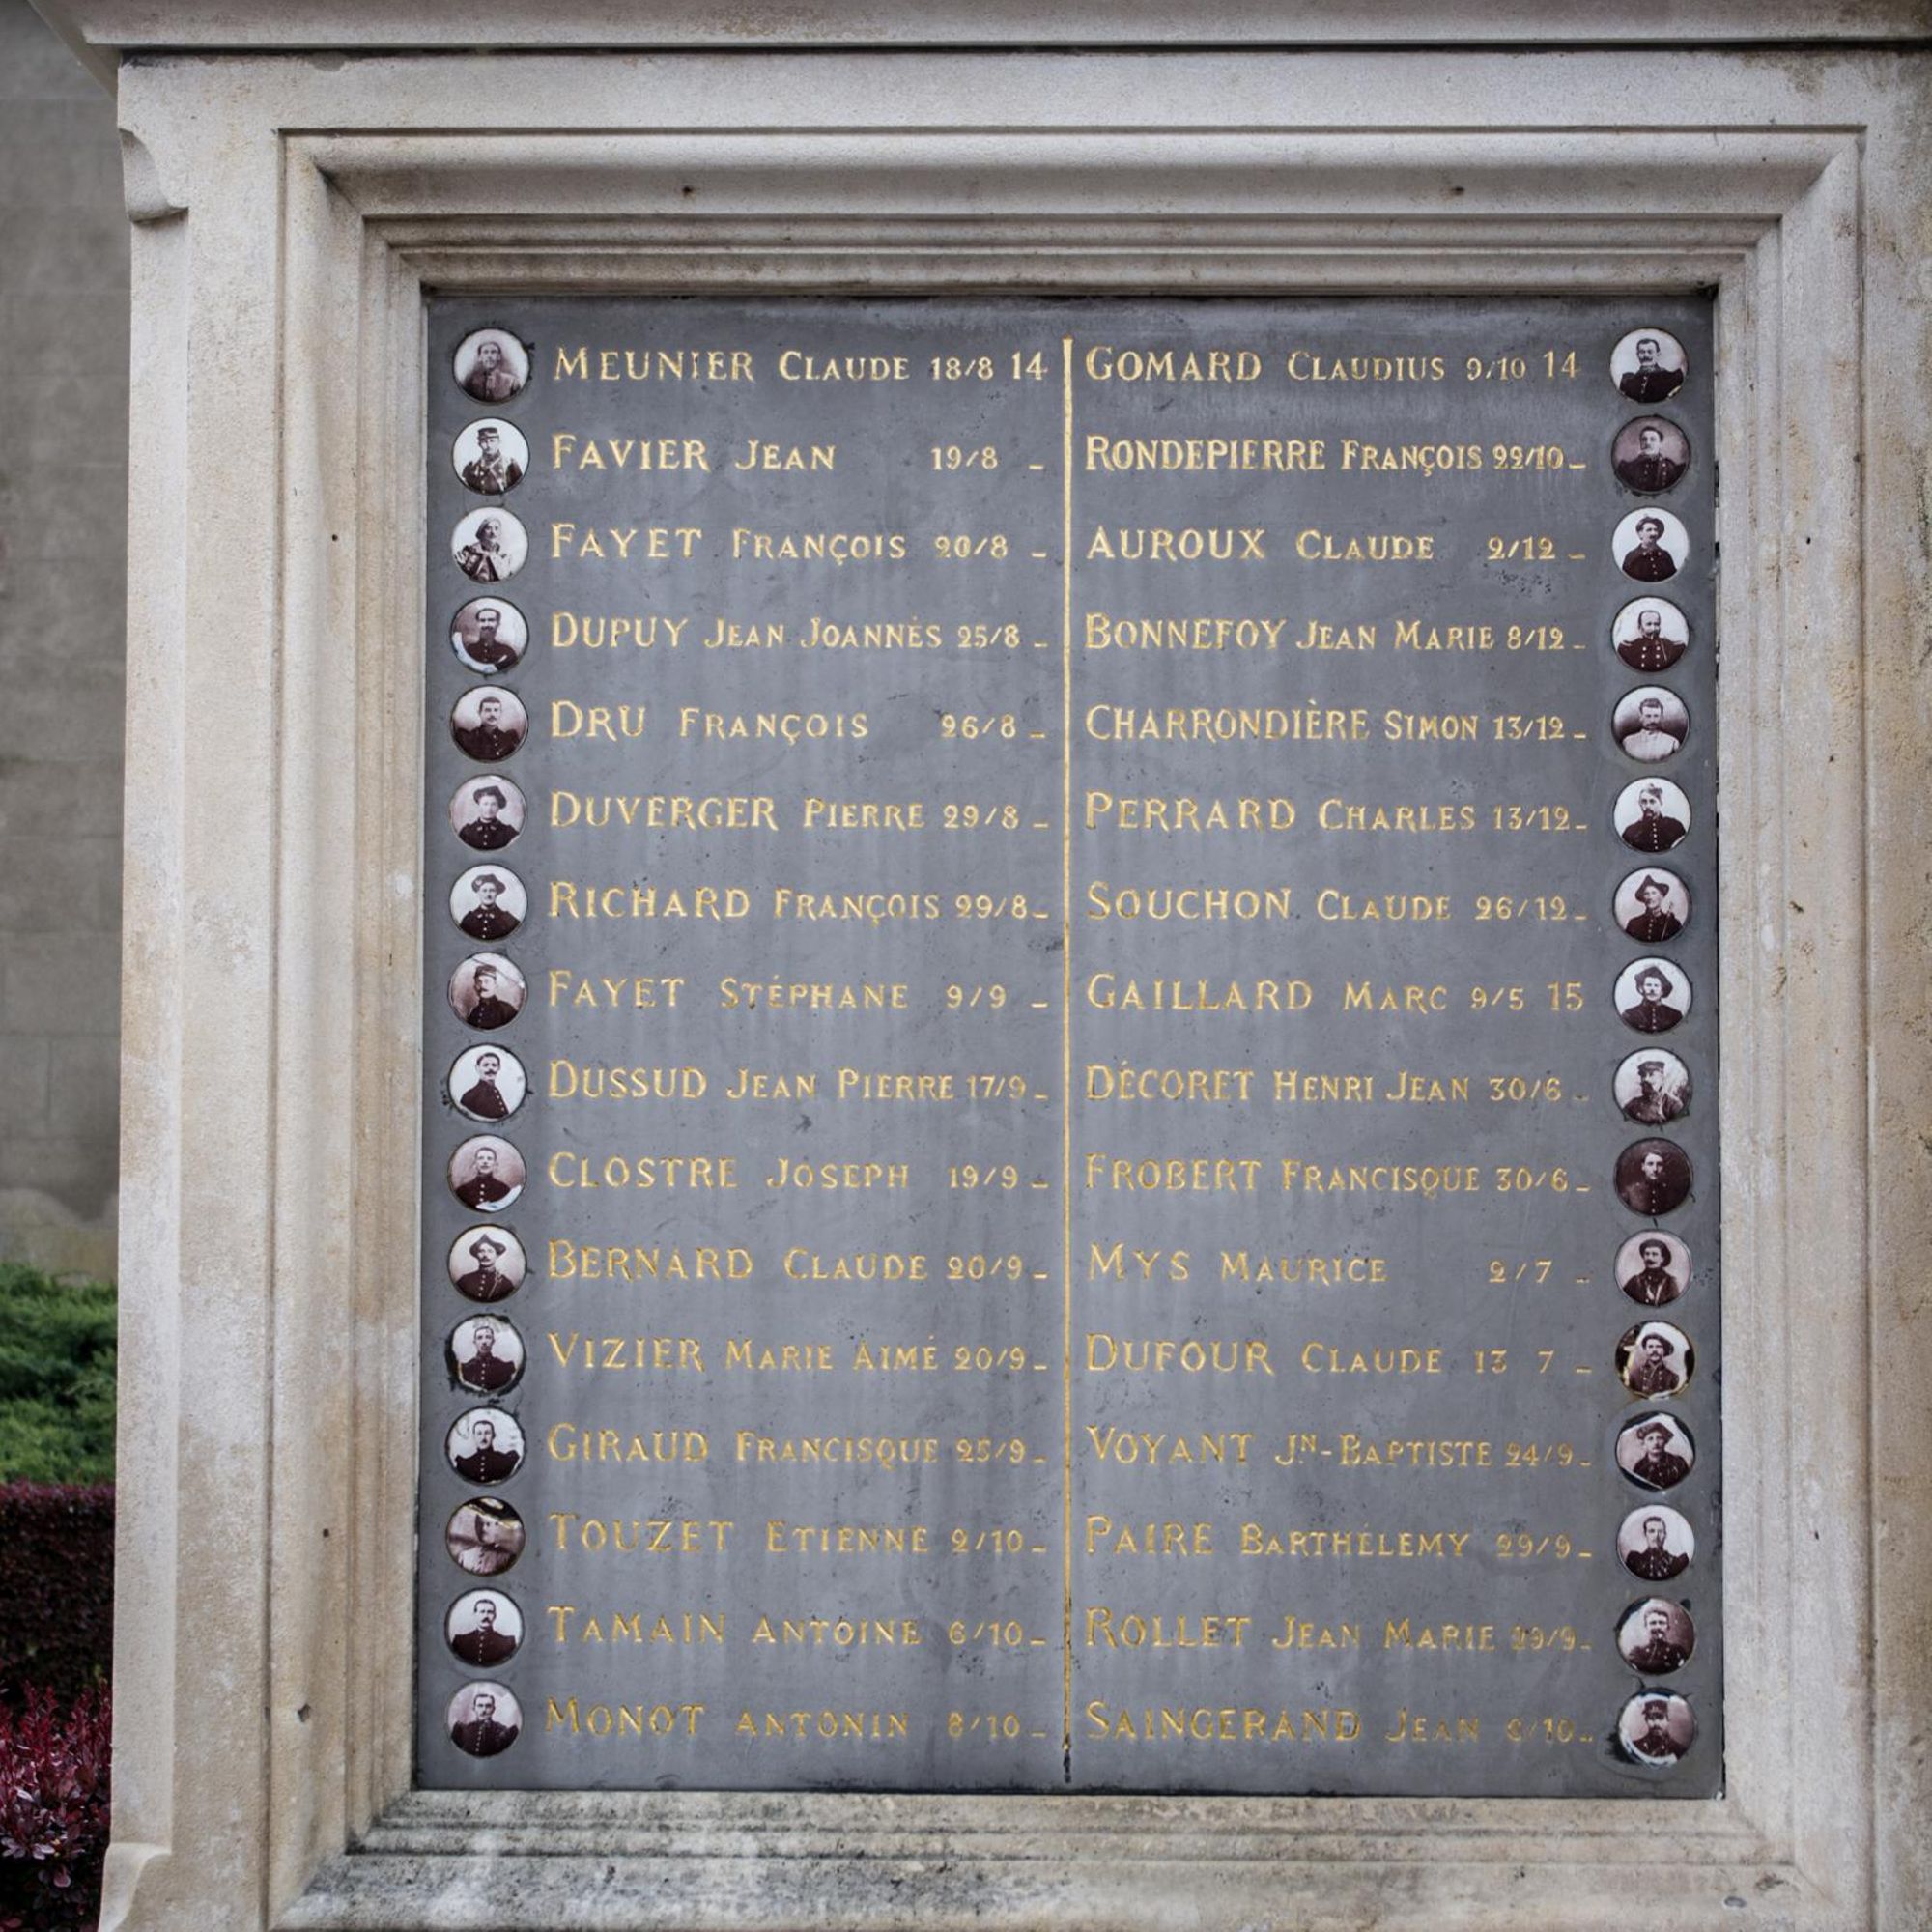 MEUNIER CLAUDE 18/8 14
FAVIER JEAN 19/8 -
FAYET FRANÇOIS 20/8 -
DUPUY JEAN JOANNÈS 25/8 -
DRU FRANÇOIS 26/8 -
DUVERGER PIERRE 29/8 -
RICHARD FRANÇOIS 29/8 -
FAYET STÉPHANE 9/9 -
DUSSUD JEAN PIERRE 17/9 -
CLOSTRE JOSEPH 19/9 -
BERNARD CLAUDE 20/9 -
VIZIER MARIE AIMÉ 20/9 -
GIRAUD FRANCISQUE 25/9 -
TOUZET ETIENNE 2/10 -
TAMAIN ANTOINE 6/10 -
MONOT ANTONIN 8/10 -
GOMARD CLAUDIUS 9/10 14
RONDEPIERRE FRANÇOIS 22/10 -
AUROUX CLAUDE 2/12 -
BONNEFOY JEAN MARIE 8/12 -
CHARRONDIÈRE SIMON 13/12 -
PERRARD CHARLES 13/12 -
SOUCHON CLAUDE 26/12 -
GAILLARD MARC 9/5 15
DÉCORET HENRI JEAN 30/6 -
FROBERT FRANCISQUE 30/6 -
MYS MAURICE 2/7 -
DUFOUR CLAUDE 13 7 -
VOYANT JN-BAPTISTE 24/9 -
PAIRE BARTHÉLEMY 29/9 -
ROLLET JEAN MARIE 29/9 -
SAINGERAND JEAN